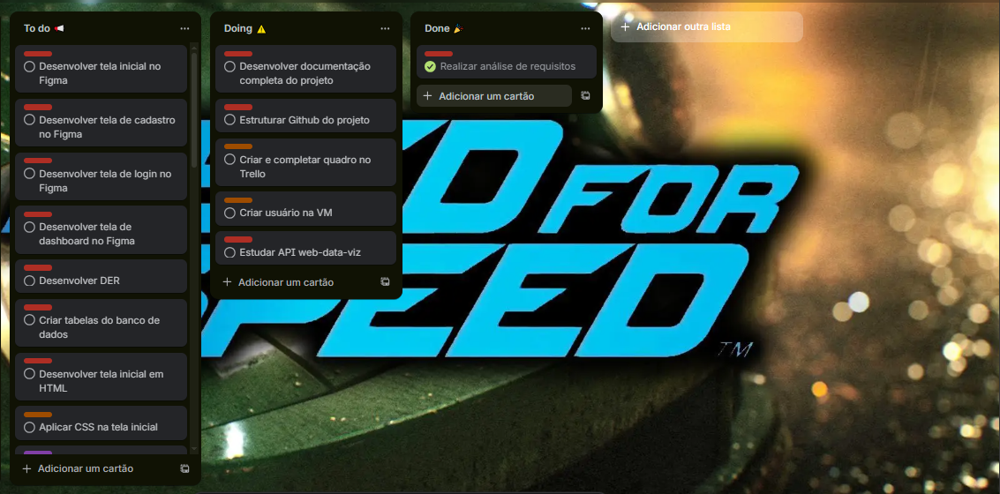 To do
Desenvolver tela inicial no
Figma
Desenvolver tela de cadastro
no Figma
Desenvolver tela de login no
Figma
Desenvolver tela de
dashboard no Figma
Desenvolver DER
Criar tabelas do banco de
dados
Desenvolver tela inicial em
HTML
Aplicar CSS na tela inicial
Adicionar um cartão
Doing
Desenvolver documentação
completa do projeto
Estruturar Github do projeto
Criar e completar quadro no
Trello
Criar usuário na VM
Estudar API web-data-viz
Adicionar um cartão
Done
Realizar análise de requisitos
Adicionar um cartão
Adicionar outra lista
D FOR
PEED
TM